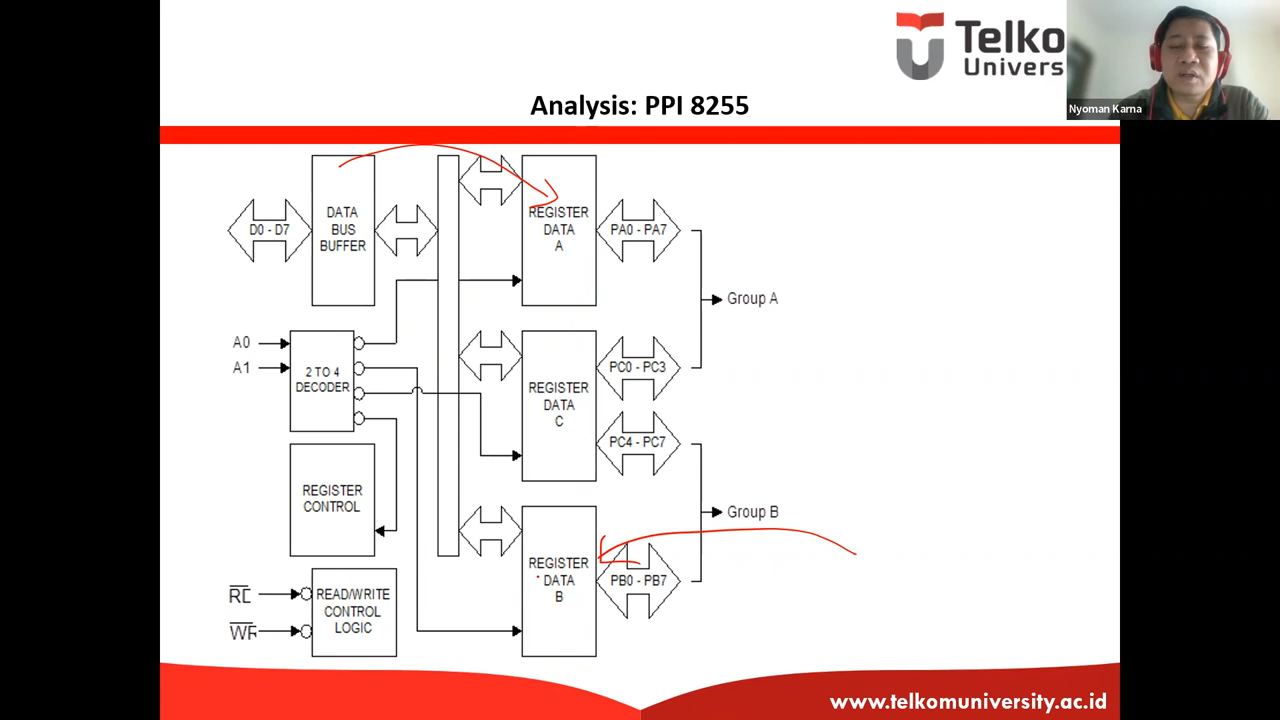 Telko
Univers
Nyoman Karna
Analysis: PPI 8255
D0 - D7
DATA
BUS
BUFFER
REGISTER
DATA
A
PA0 - PA7
Group A
A0
A1
2 TO 4
DECODER
REGISTER
DATA
C
PC0 - PC3
PC4 - PC7
REGISTER
CONTROL
Group B
REGISTER
DATA
B
PB0 - PB7
READ/WRITE
CONTROL
LOGIC
www.telkomuniversity.ac.id